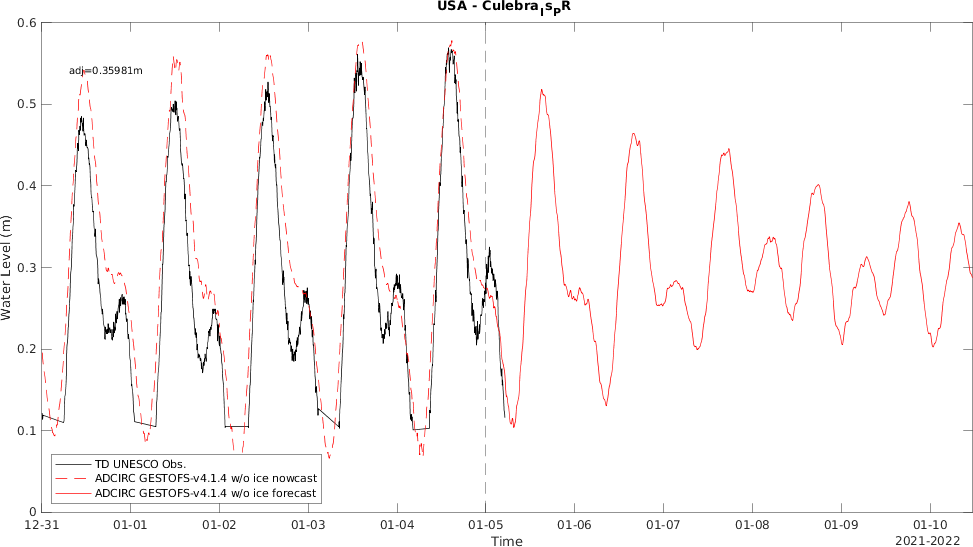 USA - CulebraIsPR
0.6
adj=0.35981m
0.5
0.4
0.3
Water Level (m)
0.2
0.1
TD UNESCO Obs.
ADCIRC GESTOFS-v4.1.4 w/o ice nowcast
ADCIRC GESTOFS-v4.1.4 w/o ice forecast
0
12-31 01-01 01-02 01-03 01-04 01-05 01-06 01-07 01-08 01-09 01-10
Time
2021-2022